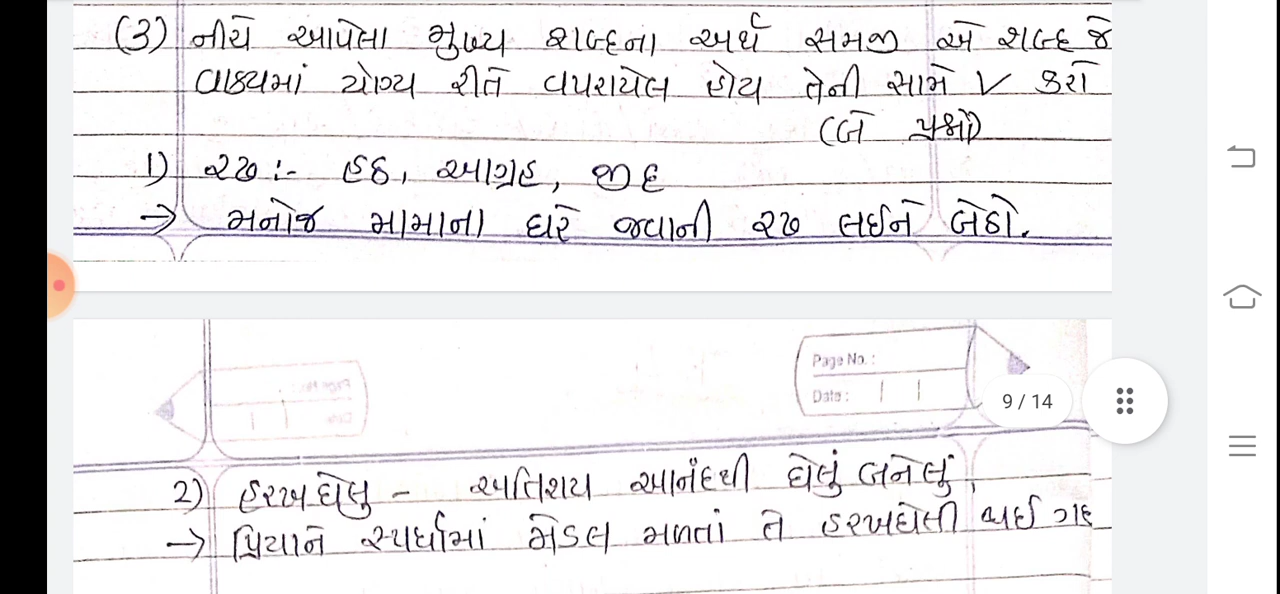 (3) નીચે આપેલા મુખ્ય શબ્દના અર્થ સમજી એ શબ્દ જે
વાક્યમાં યોગ્ય રીતે વપરાયેલ હોય તેની સામે ✓ કરો
(બે પ્રશ્નો)
1) રઢ :- હઠ, આગ્રહ, જીદ
→ મનોજ મામાના ઘરે જવાની રઢ લઈને બેઠો.
Page No. :
Date :
9 / 14
2) હરખઘેલુ - અતિશય આનંદથી ઘેલું બનેલું,
→ પ્રિયાને સ્પર્ધામાં મેડલ મળતાં તે હરખઘેલી થઈ ગઇ